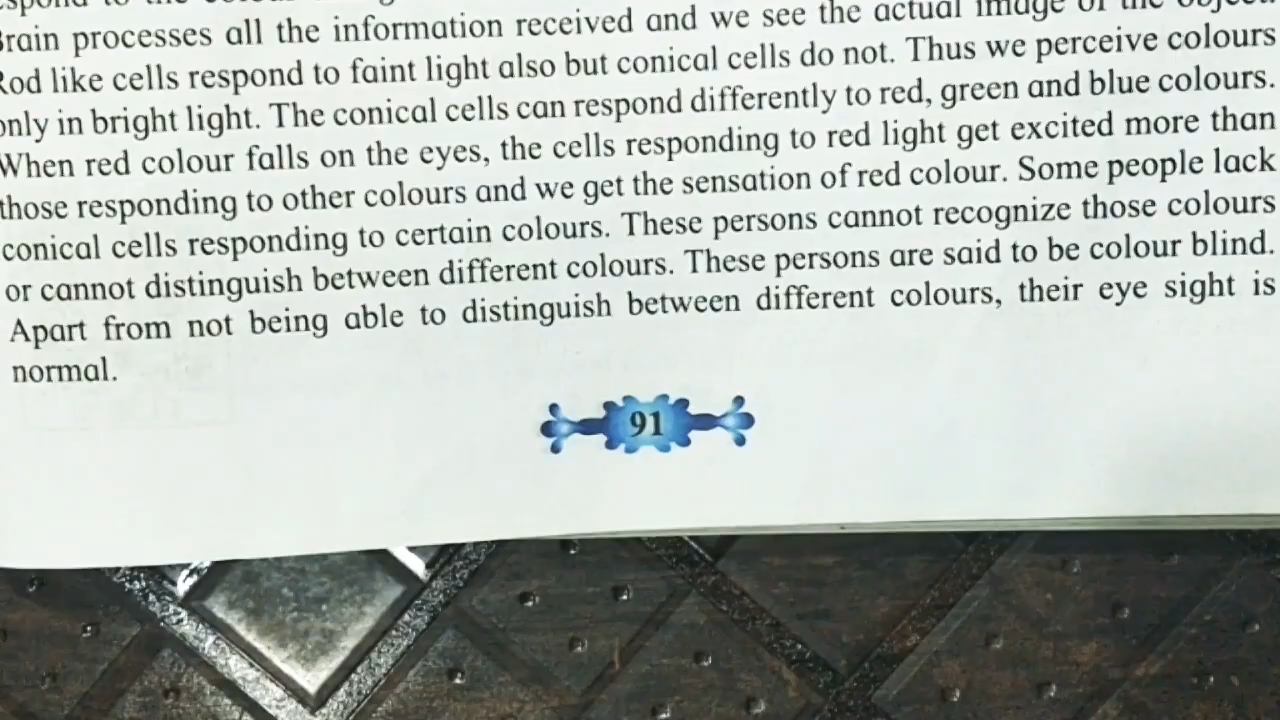 to the
processes all the information received and we see the actual image of the
like cells respond to faint light also but conical cells do not. Thus we perceive colours
only in bright light. The conical cells can respond differently to red, green and blue colours.
When red colour falls on the eyes, the cells responding to red light get excited more than
those responding to other colours and we get the sensation of red colour. Some people lack
conical cells responding to certain colours. These persons cannot recognize those colours
or cannot distinguish between different colours. These persons are said to be colour blind.
Apart from not being able to distinguish between different colours, their eye sight is
normal.
91